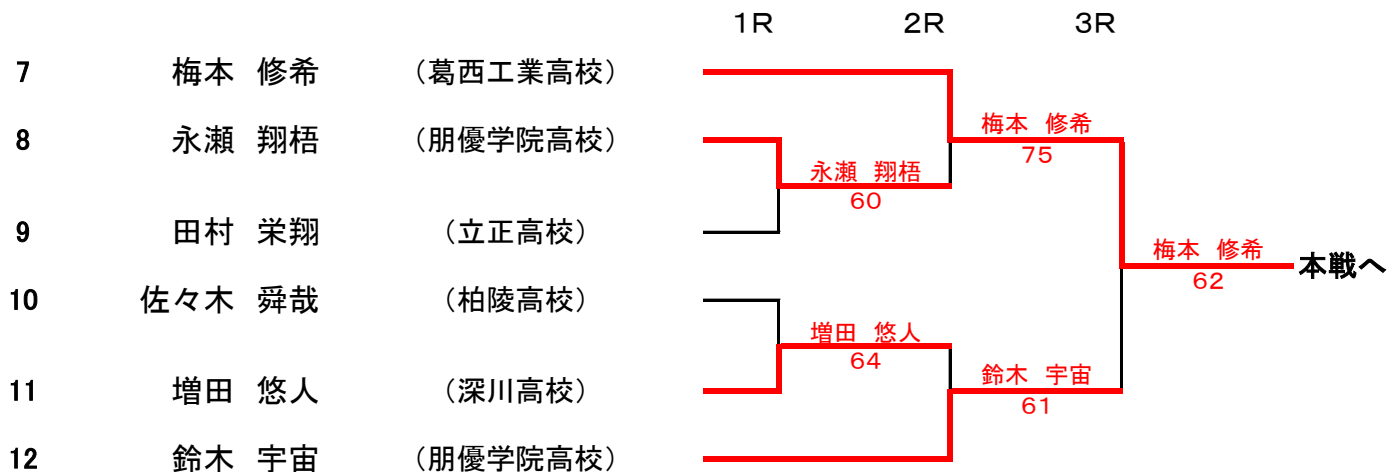 1R 2R 3R
7 梅本 修希 (葛西工業高校)
梅本 修希
8 永瀬 翔梧 (朋優学院高校)
75
永瀬 翔梧
60
9 田村 栄翔 (立正高校)
梅本 修希
本戦へ
62
10 佐々木 舜哉 (柏陵高校)
増田 悠人
64
鈴木 宇宙
11 増田 悠人 (深川高校)
61
12 鈴木 宇宙 (朋優学院高校)